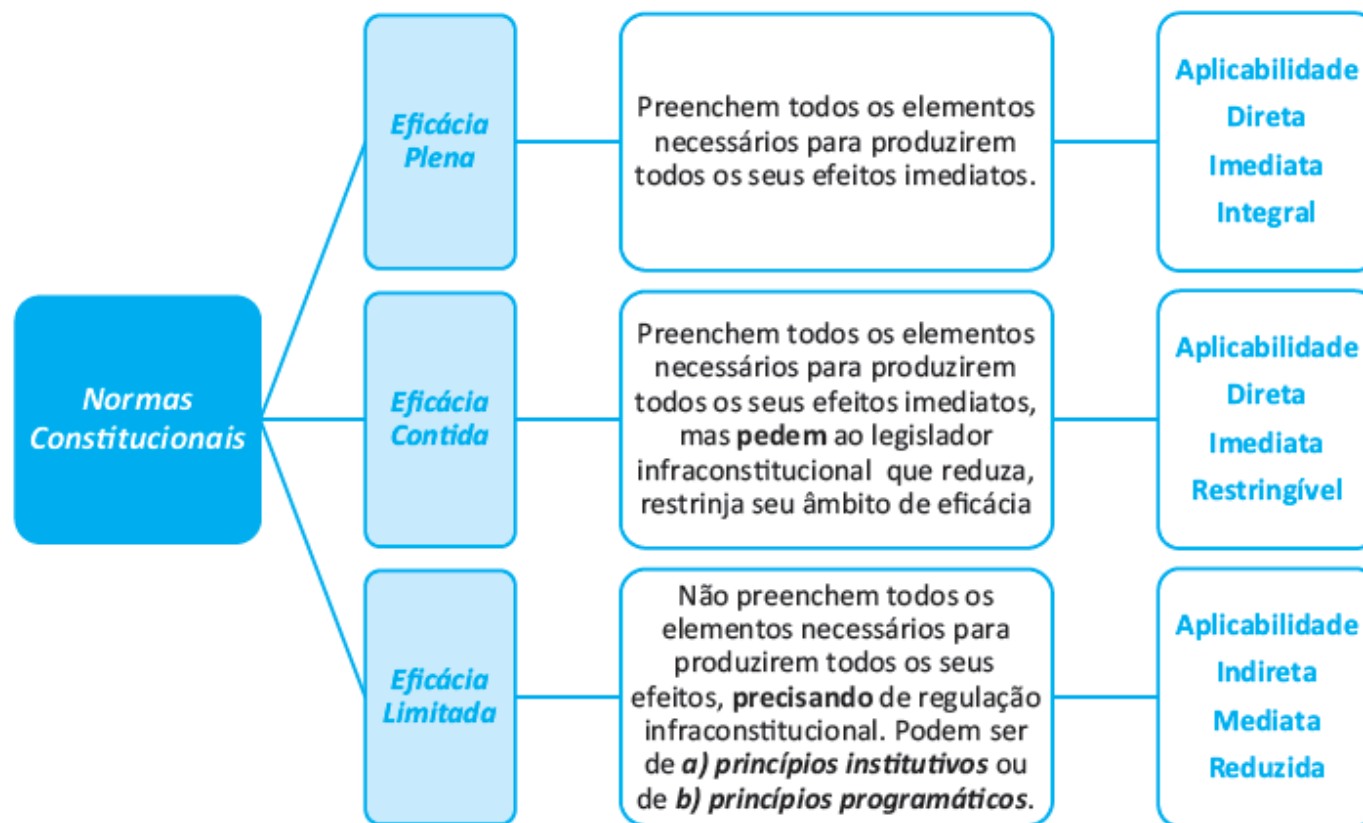 Normas
Constitucionais
Eficácia
Plena
Preenchem todos os elementos
necessários para produzirem
todos os seus efeitos imediatos.
Aplicabilidade
Direta
Imediata
Integral
Eficácia
Contida
Preenchem todos os elementos
necessários para produzirem
todos os seus efeitos imediatos,
mas pedem ao legislador
infraconstitucional que reduza,
restrinja seu âmbito de eficácia
Aplicabilidade
Direta
Imediata
Restringível
Eficácia
Limitada
Não preenchem todos os
elementos necessários para
produzirem todos os seus
efeitos, precisando de regulação
infraconstitucional. Podem ser
de a) princípios institutivos ou
de b) princípios programáticos.
Aplicabilidade
Indireta
Mediata
Reduzida